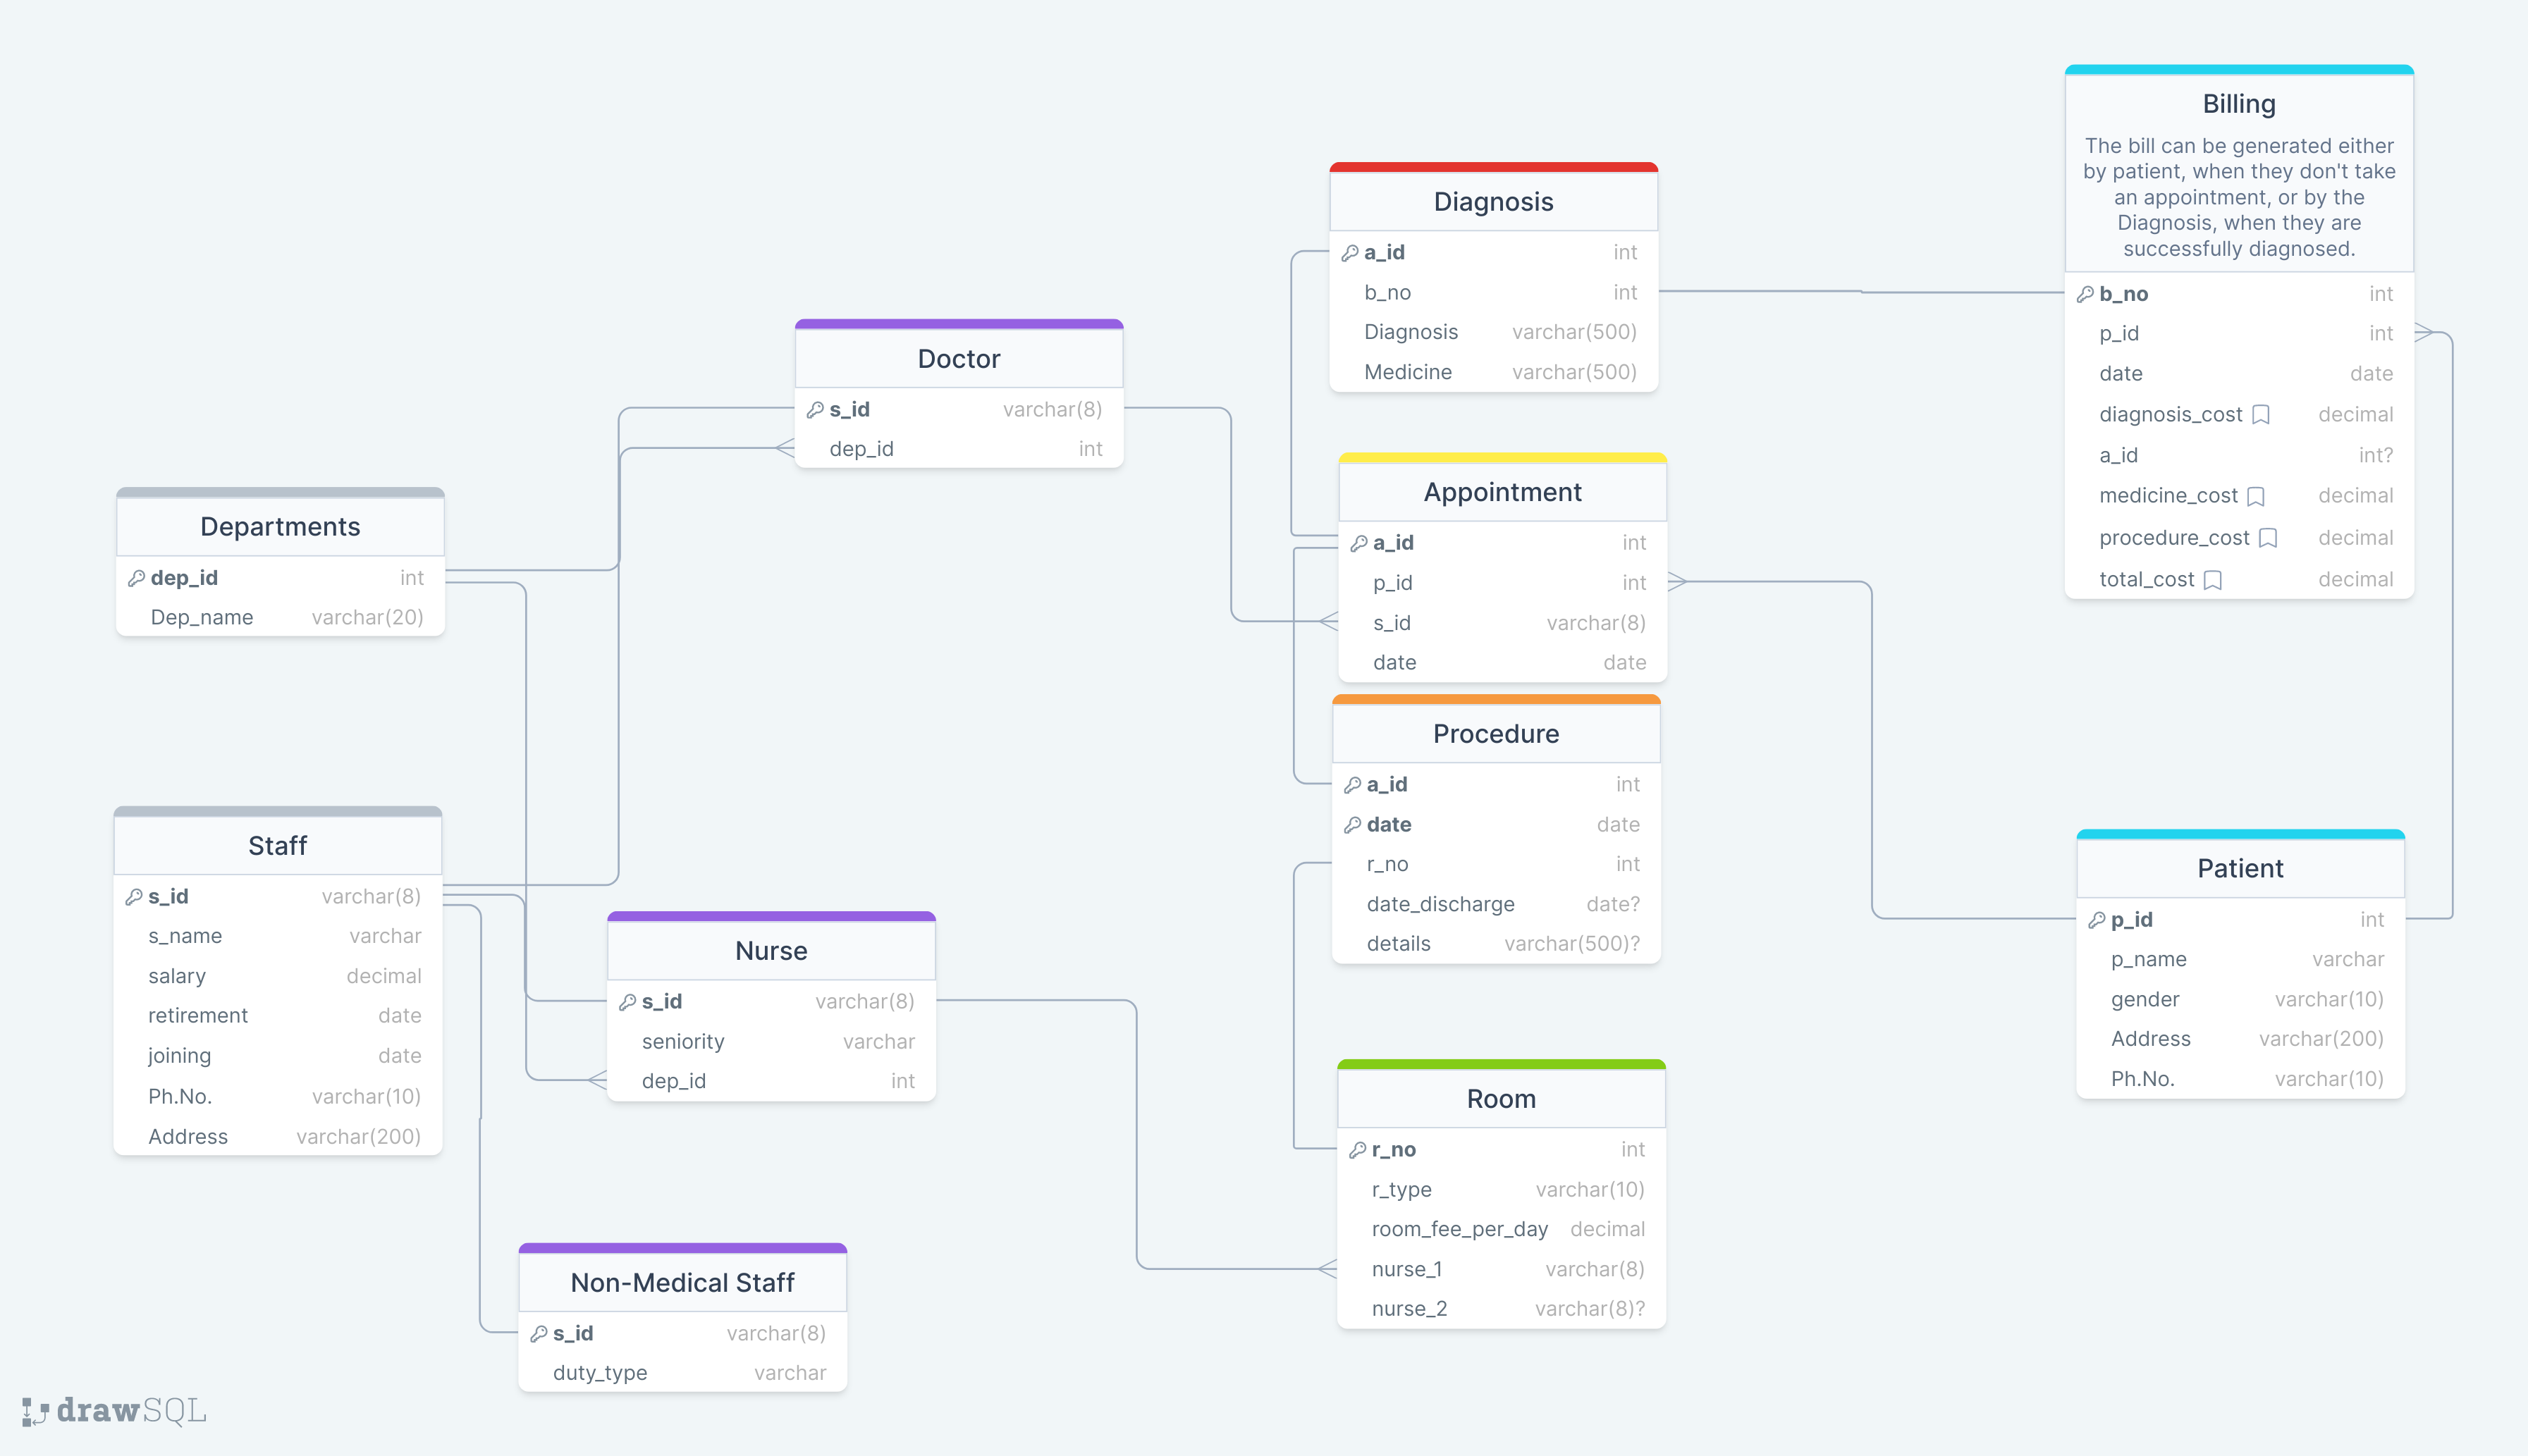 Billing
The bill can be generated either
by patient, when they don't take
an appointment, or by the
Diagnosis, when they are
successfully diagnosed.
b_no int
p_id int
date date
diagnosis_cost decimal
a_id int?
medicine_cost decimal
procedure_cost decimal
total_cost decimal
Diagnosis
a_id int
b_no int
Diagnosis varchar(500)
Medicine varchar(500)
Doctor
s_id varchar(8)
dep_id int
Appointment
a_id int
p_id int
s_id varchar(8)
date date
Departments
dep_id int
Dep_name varchar(20)
Procedure
a_id int
date date
r_no int
date_discharge date?
details varchar(500)?
Staff
s_id varchar(8)
s_name varchar
salary decimal
retirement date
joining date
Ph.No. varchar(10)
Address varchar(200)
Patient
p_id int
p_name varchar
gender varchar(10)
Address varchar(200)
Ph.No. varchar(10)
Nurse
s_id varchar(8)
seniority varchar
dep_id int
Room
r_no int
r_type varchar(10)
room_fee_per_day decimal
nurse_1 varchar(8)
nurse_2 varchar(8)?
Non-Medical Staff
s_id varchar(8)
duty_type varchar
drawSQL